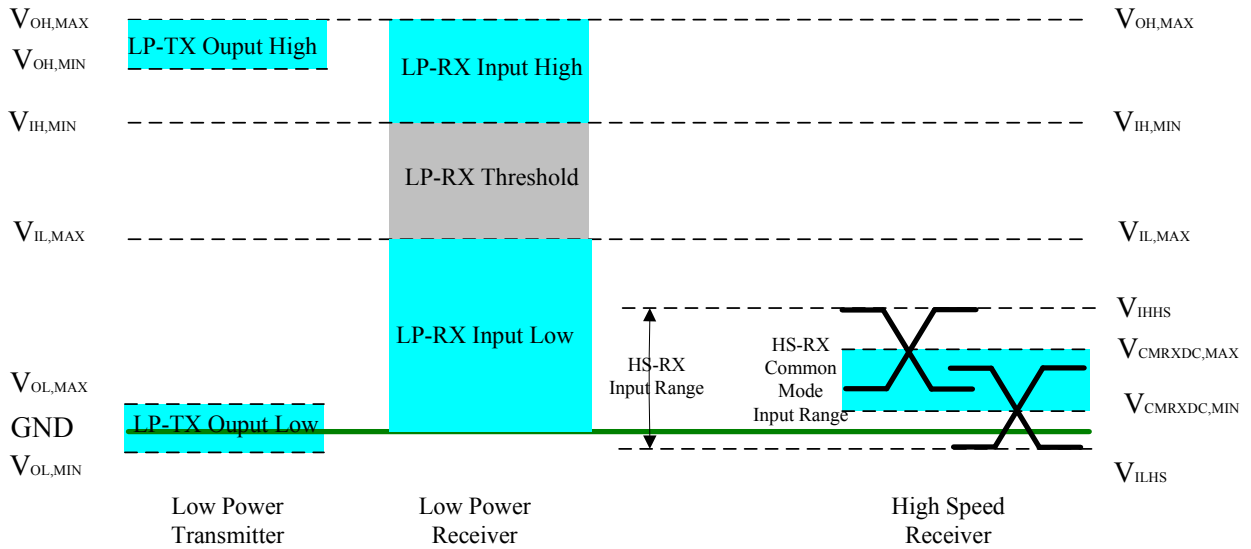 VOH,MAX
LP-TX Ouput High
VOH,MIN
LP-RX Input High
VOH,MAX
VIH,MIN
VIH,MIN
LP-RX Threshold
VIL,MAX
VIL,MAX
LP-RX Input Low
HS-RX
Input Range
HS-RX
Common
Mode
Input Range
VIHHS
VCMRXDC,MAX
VCMRXDC,MIN
VOL,MAX
LP-TX Ouput Low
GND
VOL,MIN
VILHS
Low Power
Transmitter
Low Power
Receiver
High Speed
Receiver